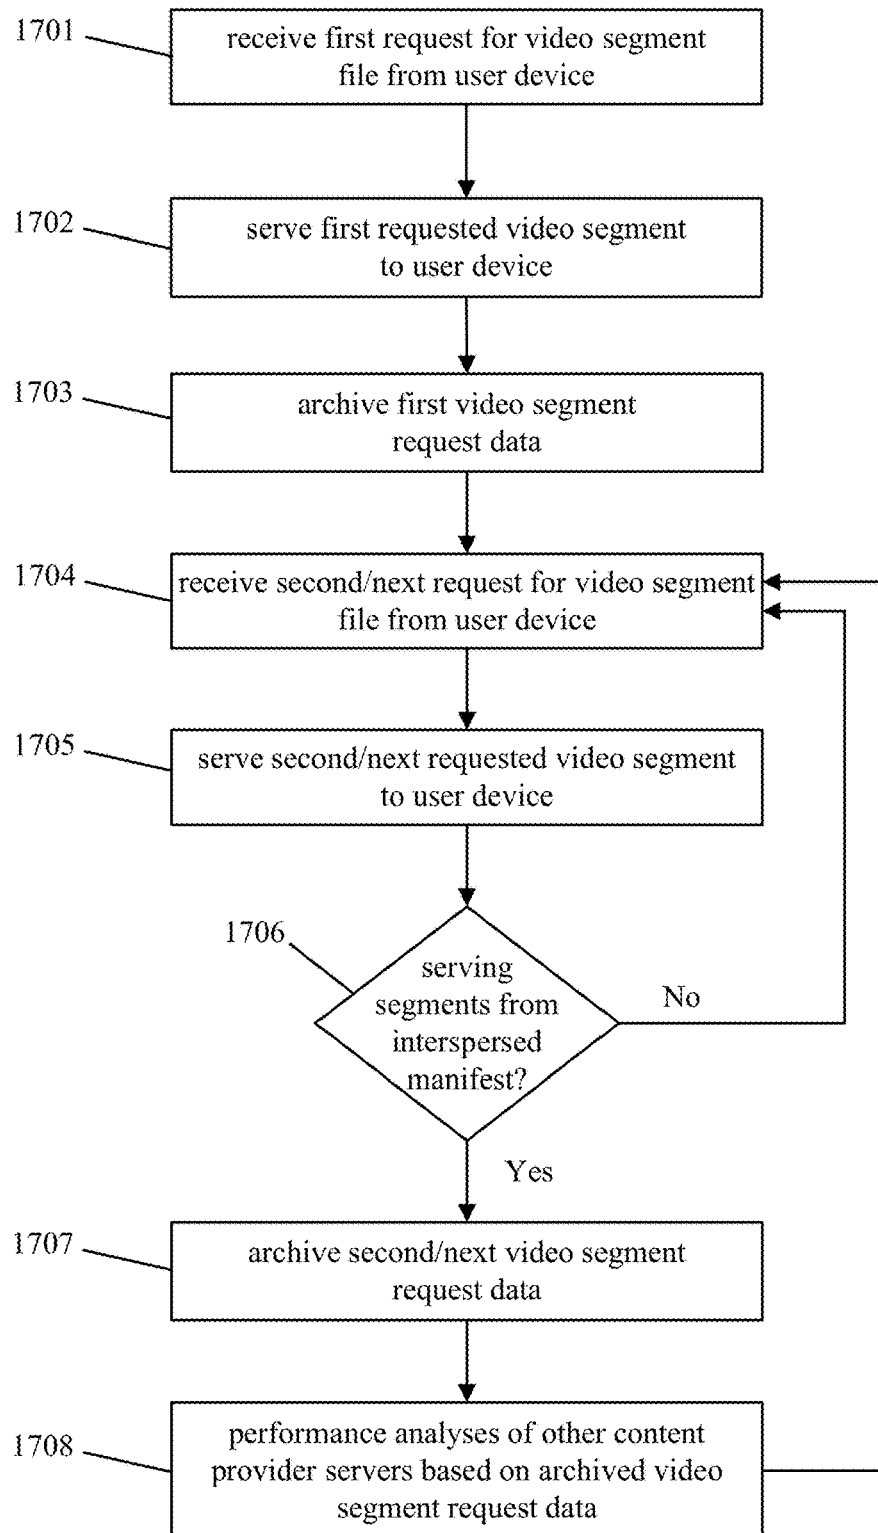 1701
receive first request for video segment
file from user device
1702
serve first requested video segment
to user device
1703
archive first video segment
request data
1704
receive second/next request for video segment
file from user device
1705
serve second/next requested video segment
to user device
1706
serving
segments from
interspersed
manifest?
No
Yes
1707
archive second/next video segment
request data
1708
performance analyses of other content
provider servers based on archived video
segment request data